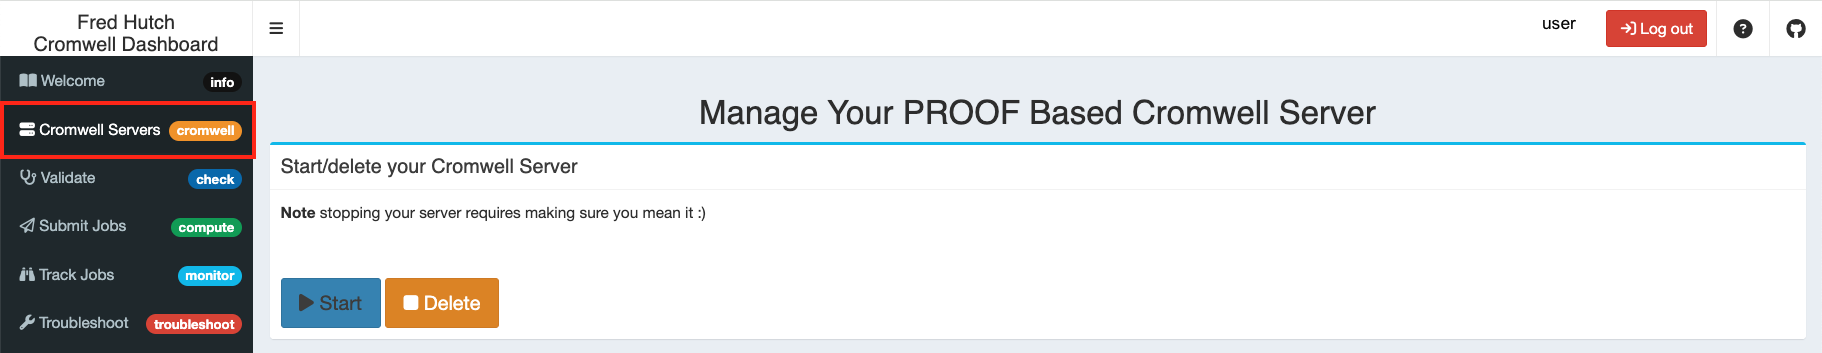 Fred Hutch
Cromwell Dashboard
user
Log out
Welcome info
Cromwell Servers cromwell
Validate check
Submit Jobs compute
Track Jobs monitor
Troubleshoot troubleshoot
Manage Your PROOF Based Cromwell Server
Start/delete your Cromwell Server
Note stopping your server requires making sure you mean it :)
Start Delete